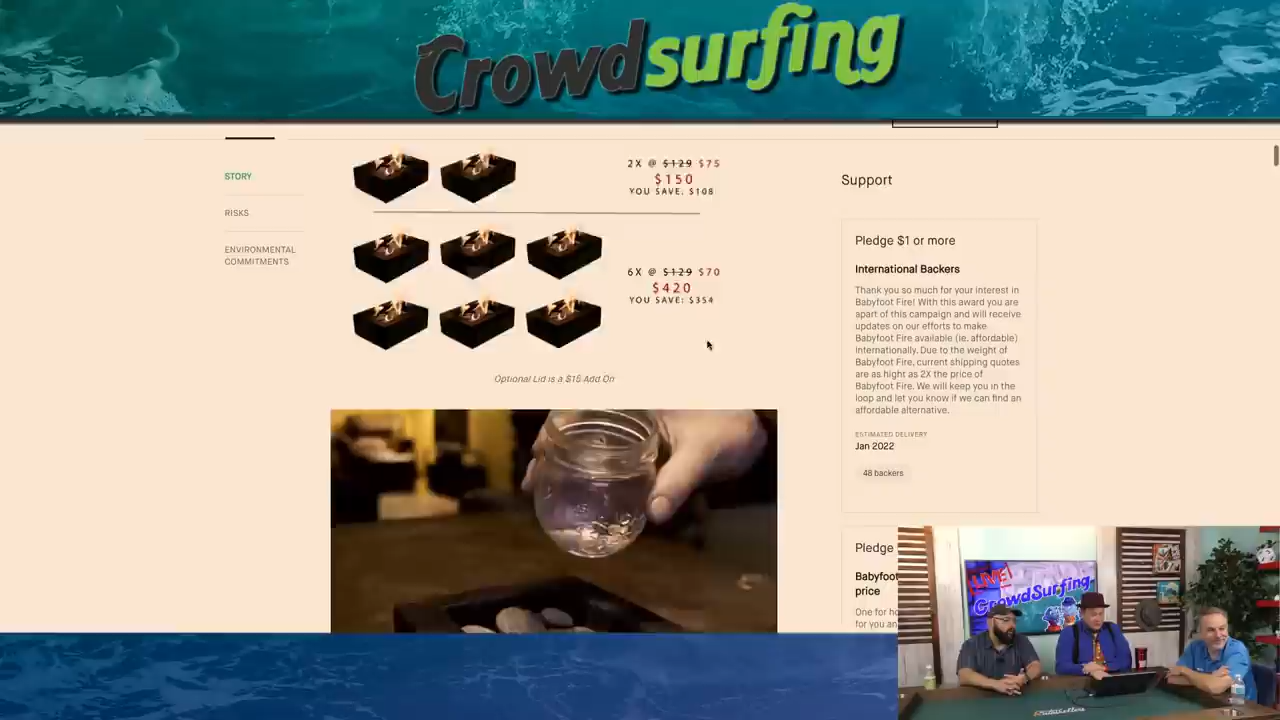 Crowdsurfing
STORY
RISKS
ENVIRONMENTAL
COMMITMENTS
2X @ $129 $75
$150
YOU SAVE: $108
6X @ $129 $70
$420
YOU SAVE: $354
Optional Lid is a $15 Add On
Support
Pledge $1 or more
International Backers
Thank you so much for your interest in
Babyfoot Fire! With this award you are
apart of this campaign and will receive
updates on our efforts to make
Babyfoot Fire available (ie. affordable)
internationally. Due to the weight of
Babyfoot Fire, current shipping quotes
are as hight as 2X the price of
Babyfoot Fire. We will keep you in the
loop and let you know if we can find an
affordable alternative.
ESTIMATED DELIVERY
Jan 2022
48 backers
Pledge
Babyfoot
price
One for ho
for you an
LIVE!
CrowdSurfing